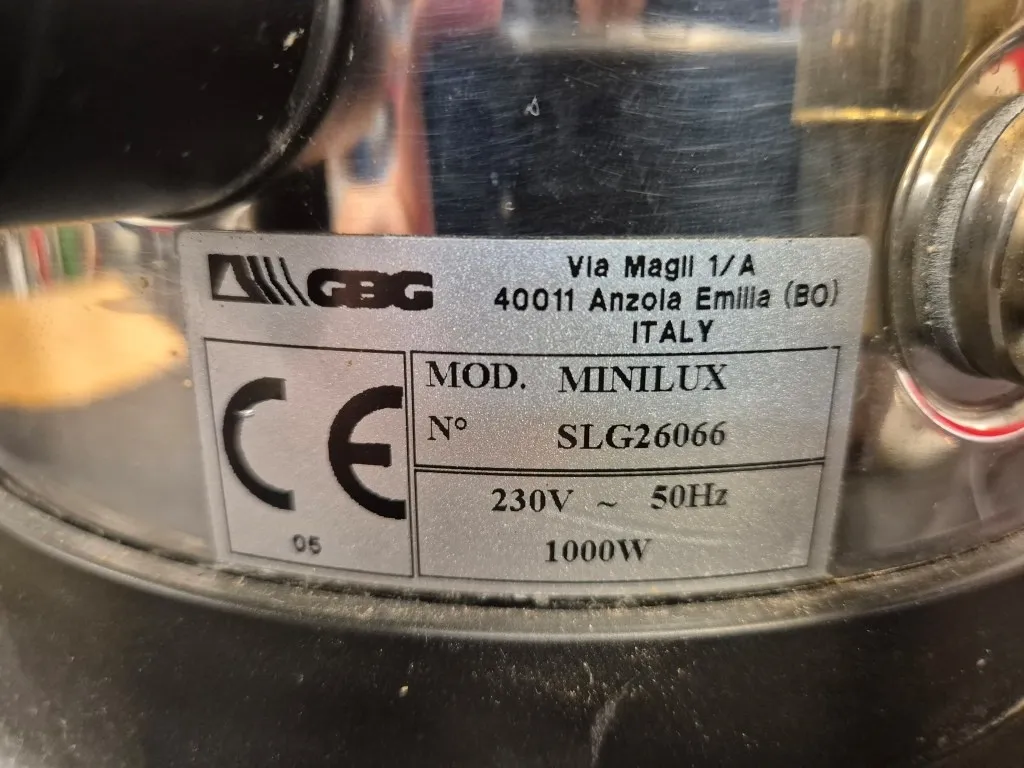 GBG
Via Magli 1/A
40011 Anzola Emilia (BO)
ITALY
CE
05
MOD. MINILUX
N° SLG26066
230V ~ 50Hz
1000W